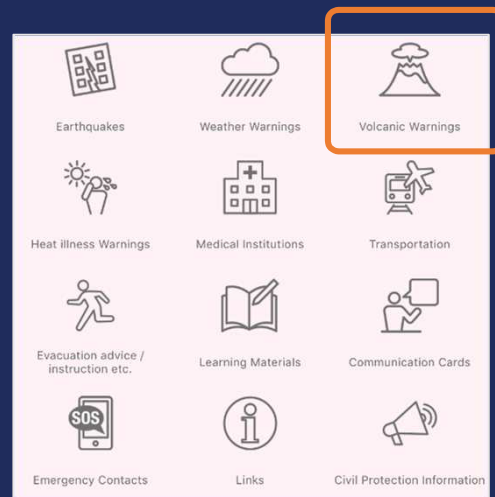 Earthquakes
Weather Warnings
Volcanic Warnings
Heat illness Warnings
Medical Institutions
Transportation
Evacuation advice /
instruction etc.
Learning Materials
Communication Cards
SOS
Emergency Contacts
Links
Civil Protection Information